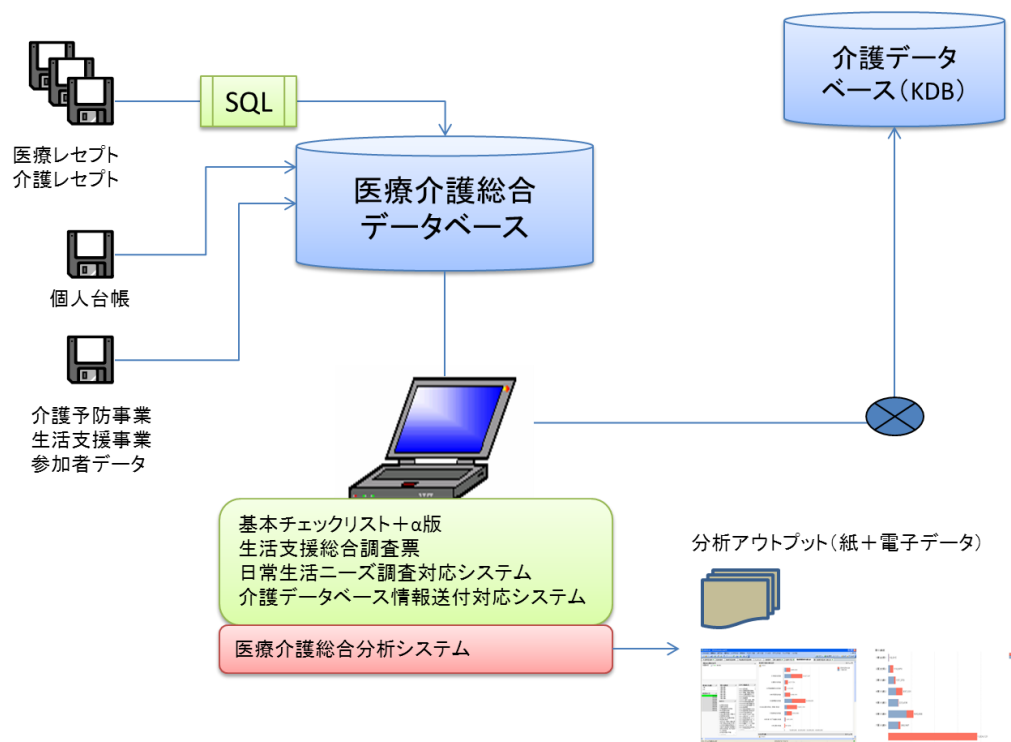 SQL
医療レセプト
介護レセプト
医療介護総合
データベース
介護データ
ベース(KDB)
個人台帳
介護予防事業
生活支援事業
参加者データ
基本チェックリスト+α版
生活支援総合調査票
日常生活ニーズ調査対応システム
介護データベース情報送付対応システム
医療介護総合分析システム
分析アウトプット(紙+電子データ)